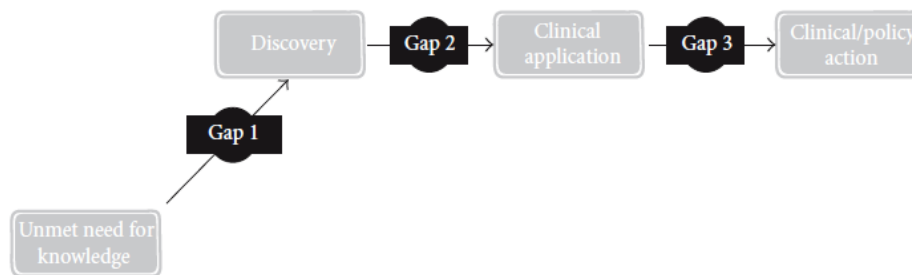 Discovery
Gap 2
Clinical
application
Gap 3
Clinical/policy
action
Gap 1
Unmet need for
knowledge